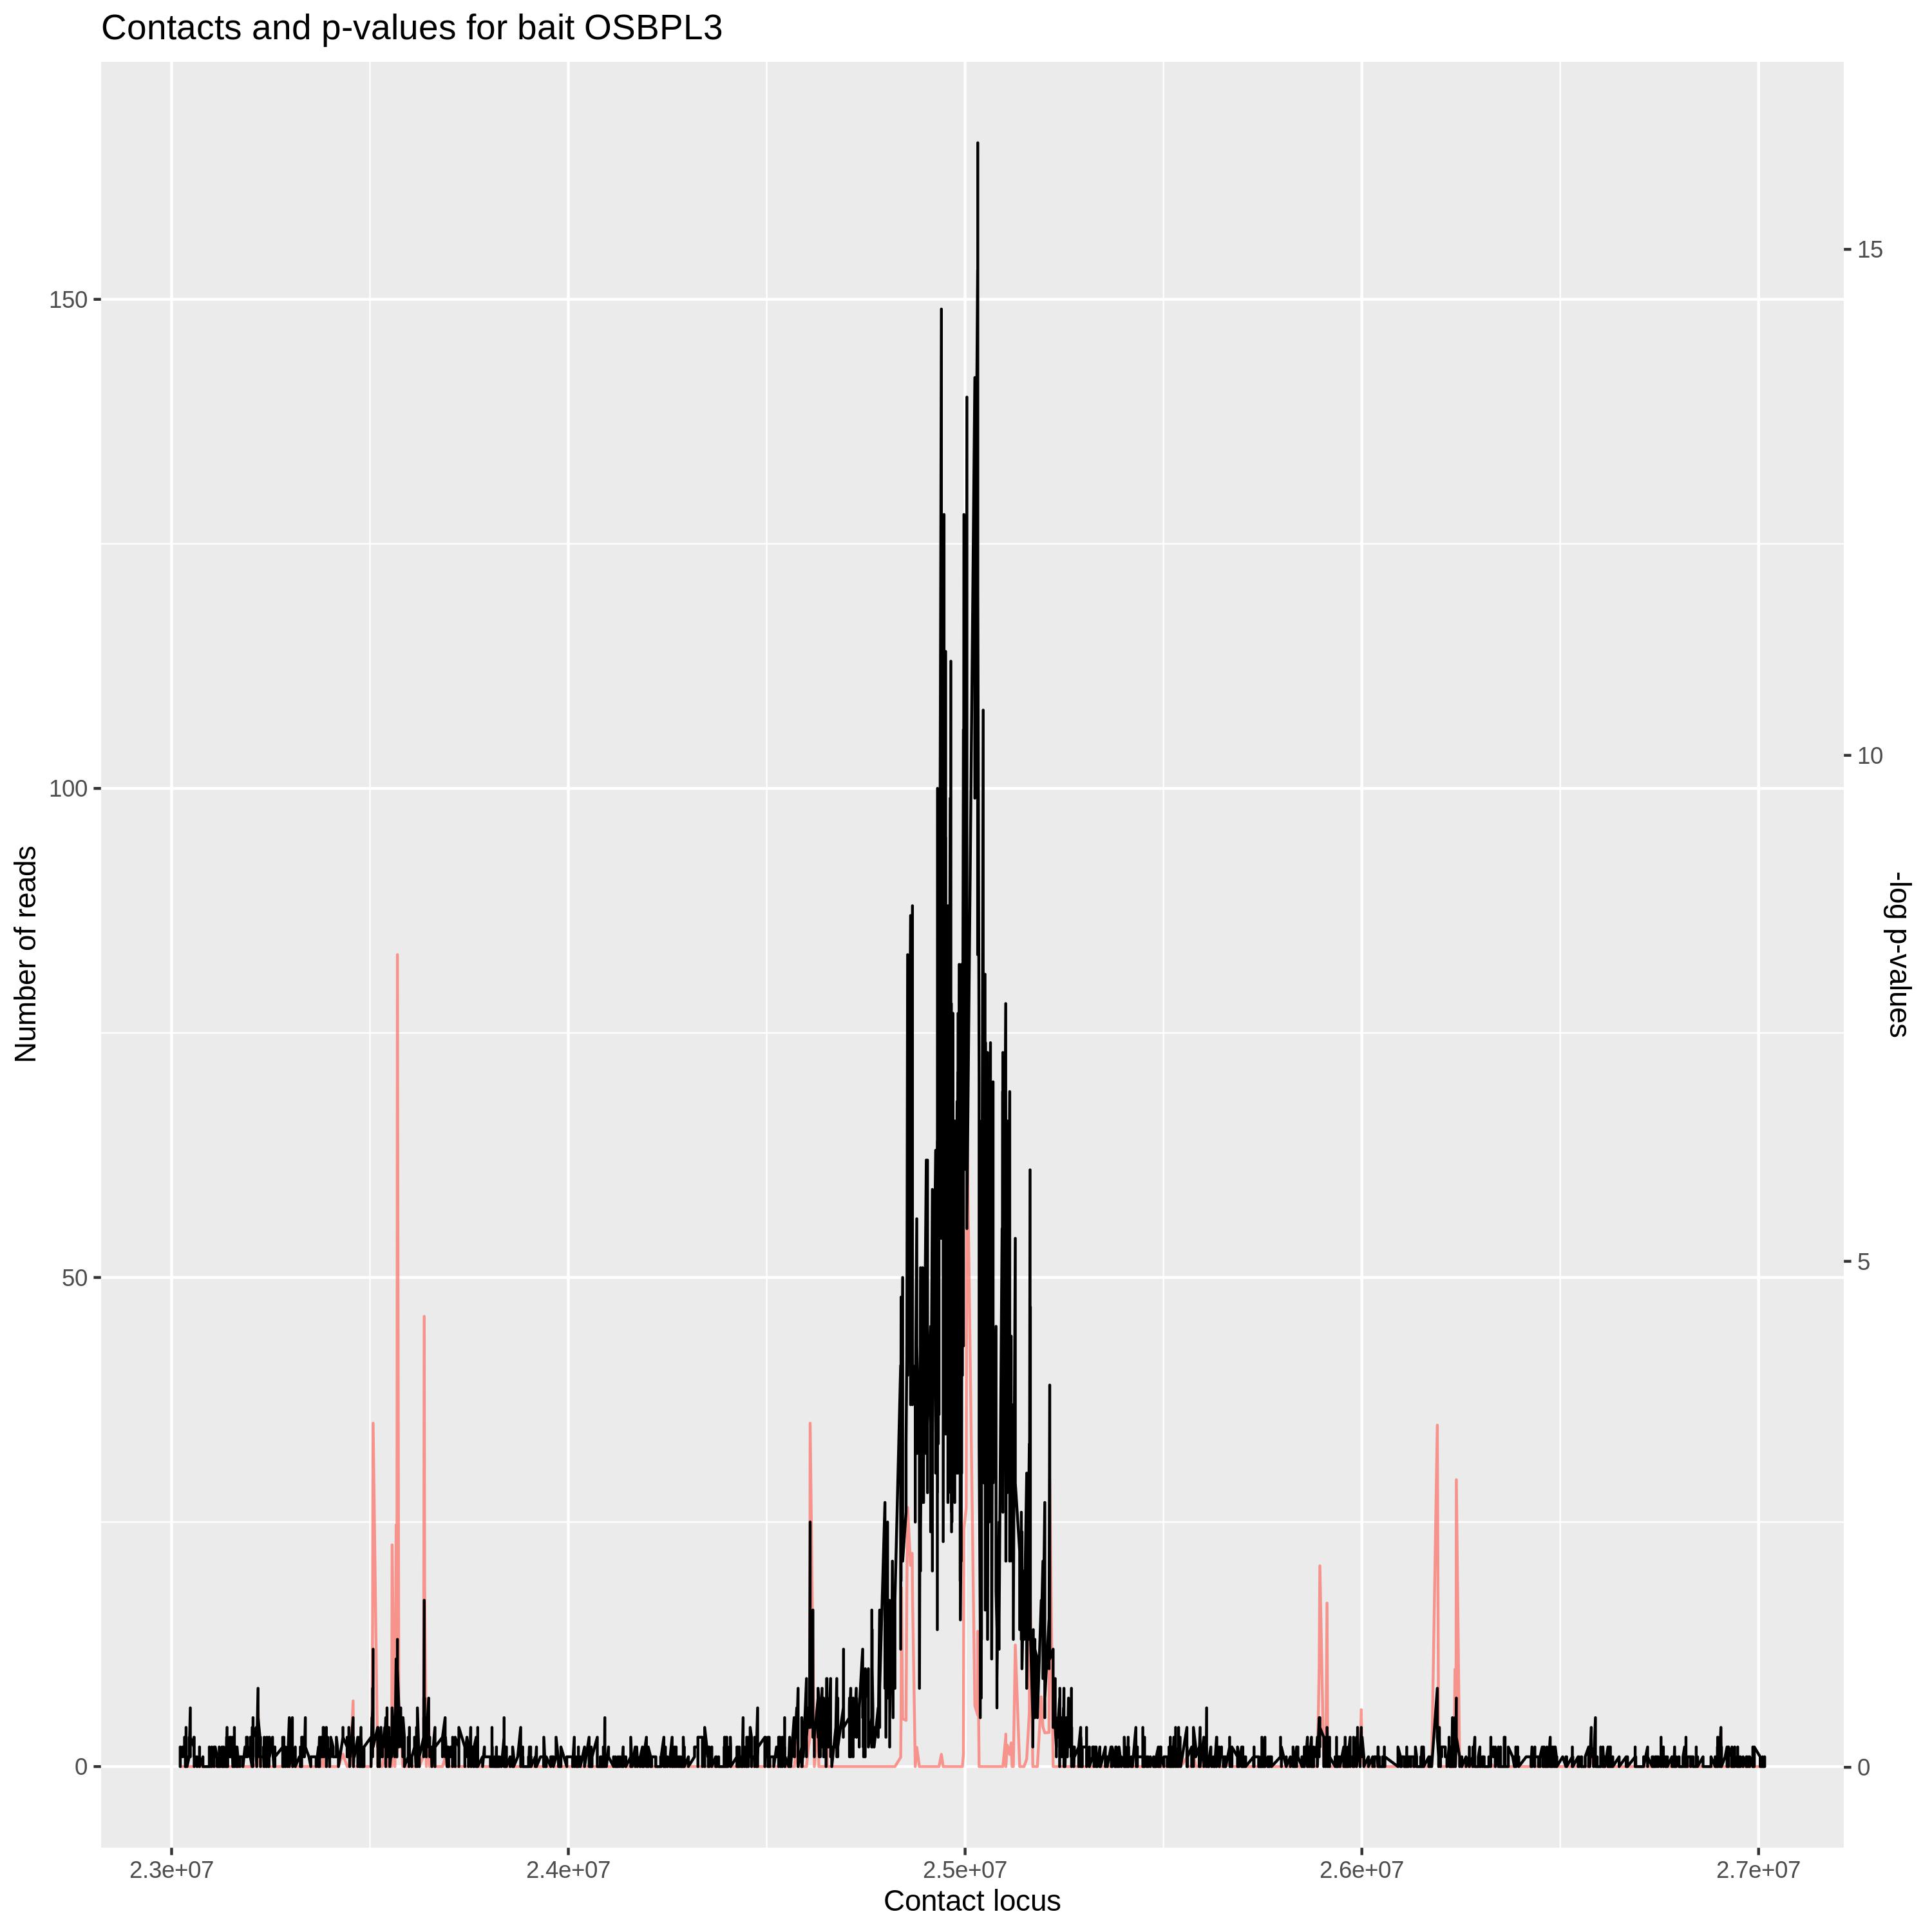 Contacts and p-values for bait OSBPL3
150
100
50
0
Number of reads
15
10
5
0
-log p-values
2.3e+07
2.4e+07
2.5e+07
2.6e+07
2.7e+07
Contact locus